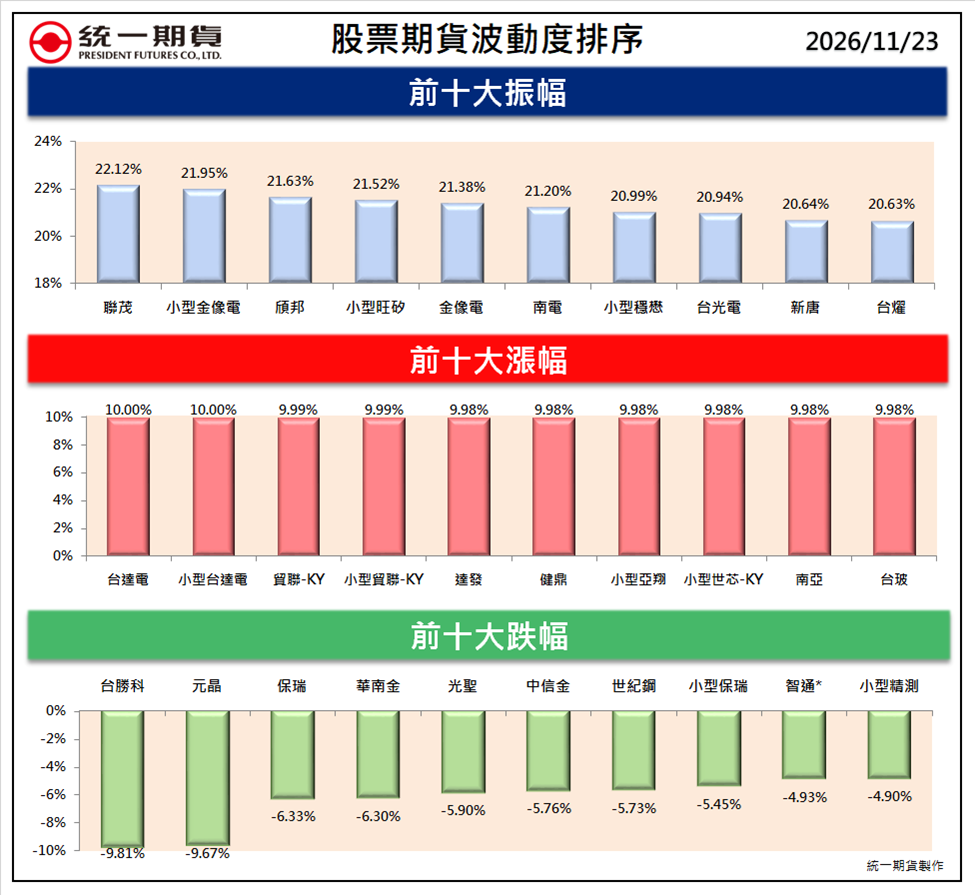 統一期貨
PRESIDENT FUTURES CO., LTD.
股票期貨波動度排序
2026/11/23
前十大振幅
24%
22%
20%
18%
22.12% 21.95% 21.63% 21.52% 21.38% 21.20% 20.99% 20.94% 20.64% 20.63%
聯茂 小型金像電 頎邦 小型旺矽 金像電 南電 小型穩懋 台光電 新唐 台燿
前十大漲幅
10.00% 10.00% 9.99% 9.99% 9.98% 9.98% 9.98% 9.98% 9.98% 9.98%
10%
8%
6%
4%
2%
0%
台達電 小型台達電 貿聯-KY 小型貿聯-KY 達發 健鼎 小型亞翔 小型世芯-KY 南亞 台玻
前十大跌幅
台勝科 元晶 保瑞 華南金 光聖 中信金 世紀鋼 小型保瑞 智通* 小型精測
0%
-2%
-4%
-6%
-8%
-10%
-9.81% -9.67% -6.33% -6.30% -5.90% -5.76% -5.73% -5.45% -4.93% -4.90%
統一期貨製作